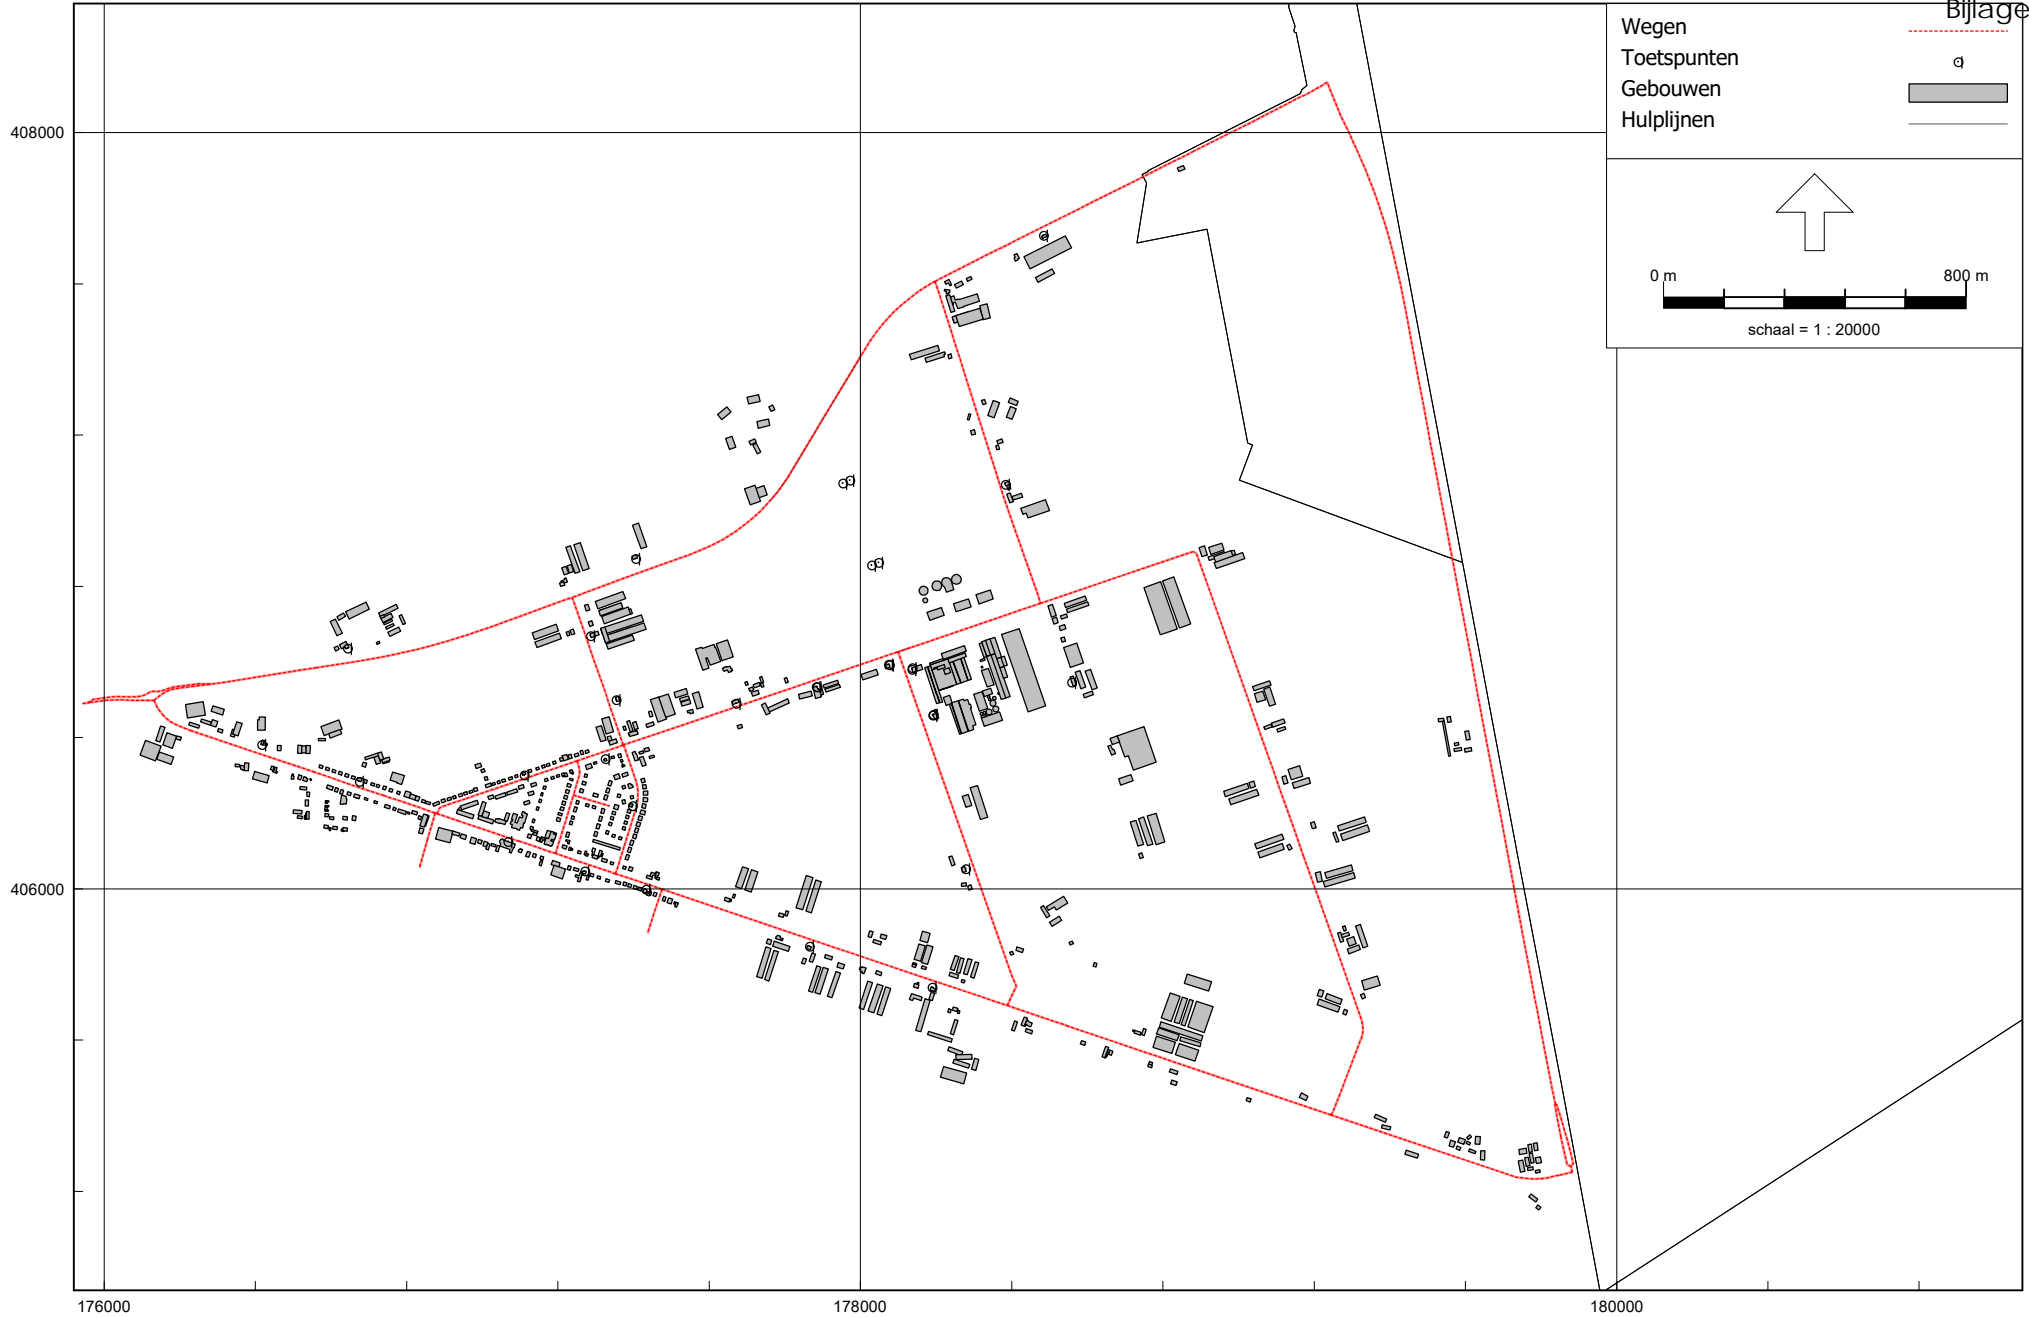 Bijlage
Wegen
Toetspunten
Gebouwen
Hulplijnen
0 m 800 m
schaal = 1 : 20000
408000
406000
176000 178000 180000